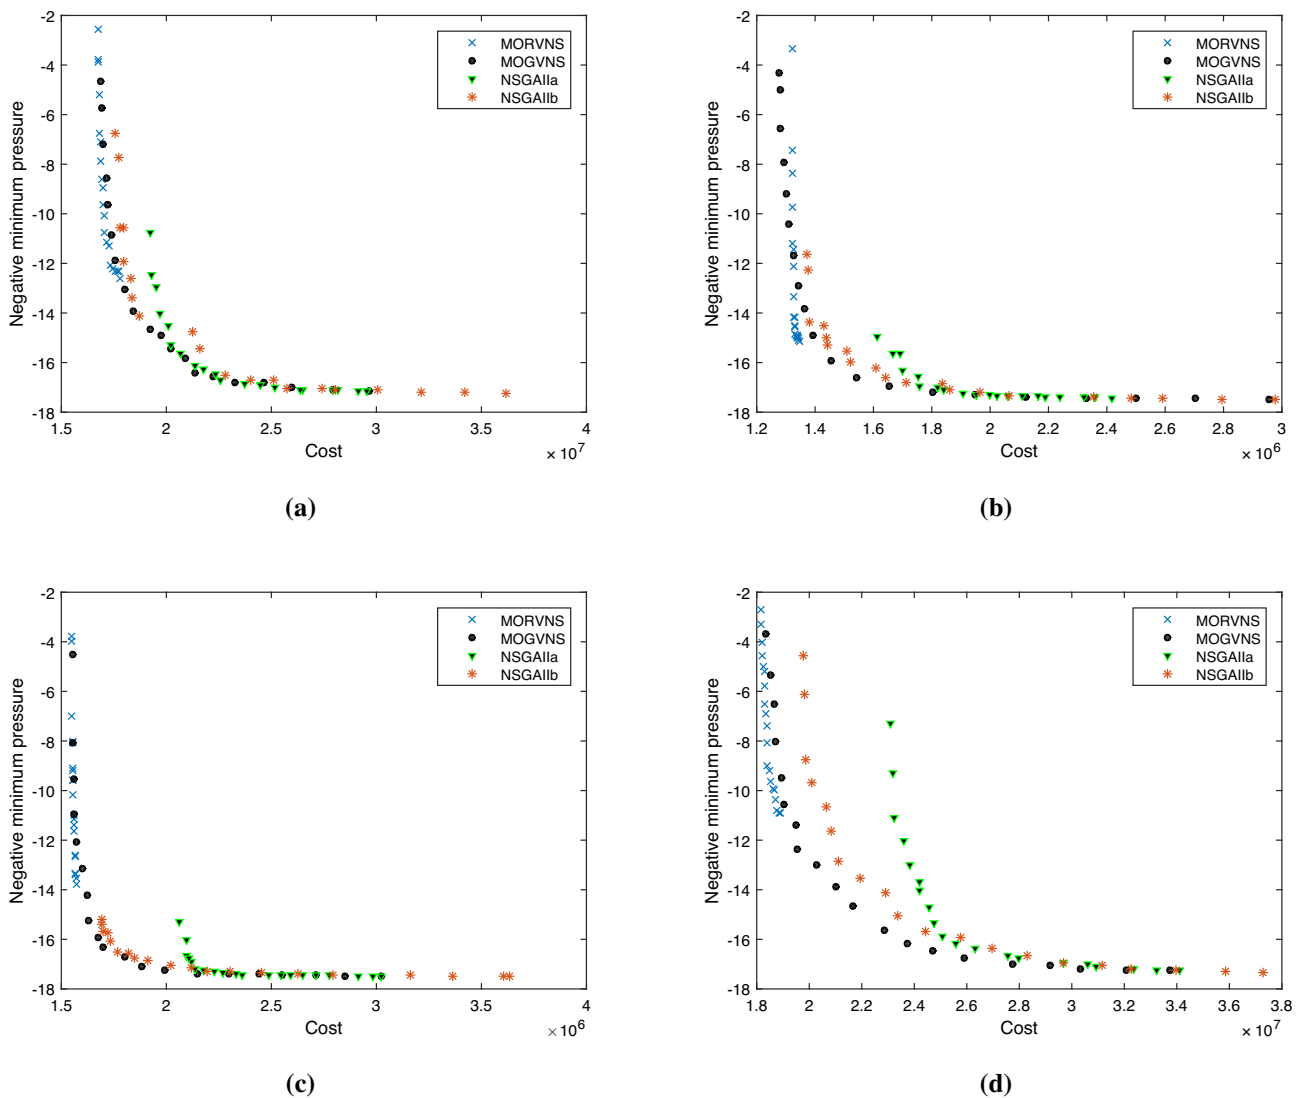 -2
-4
-6
-8
-10
-12
-14
-16
-18
Negative minimum pressure
1.5 2 2.5 3 3.5 4
Cost
× 10^7
MORVNS
MOGVNS
NSGAIIa
NSGAIIb
(a)
-2
-4
-6
-8
-10
-12
-14
-16
-18
Negative minimum pressure
1.2 1.4 1.6 1.8 2 2.2 2.4 2.6 2.8 3
Cost
× 10^6
MORVNS
MOGVNS
NSGAIIa
NSGAIIb
(b)
-2
-4
-6
-8
-10
-12
-14
-16
-18
Negative minimum pressure
1.5 2 2.5 3 3.5 4
Cost
× 10^6
MORVNS
MOGVNS
NSGAIIa
NSGAIIb
(c)
-2
-4
-6
-8
-10
-12
-14
-16
-18
Negative minimum pressure
1.8 2 2.2 2.4 2.6 2.8 3 3.2 3.4 3.6 3.8
Cost
× 10^7
MORVNS
MOGVNS
NSGAIIa
NSGAIIb
(d)